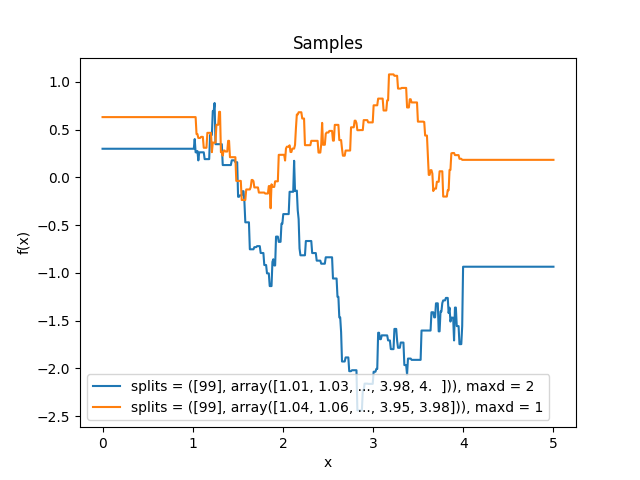 Samples
1.0
0.5
0.0
−0.5
−1.0
−1.5
−2.0
−2.5
f(x)
splits = ([99], array([1.01, 1.03, ..., 3.98, 4.  ])), maxd = 2
splits = ([99], array([1.04, 1.06, ..., 3.95, 3.98])), maxd = 1
0 1 2 3 4 5
x